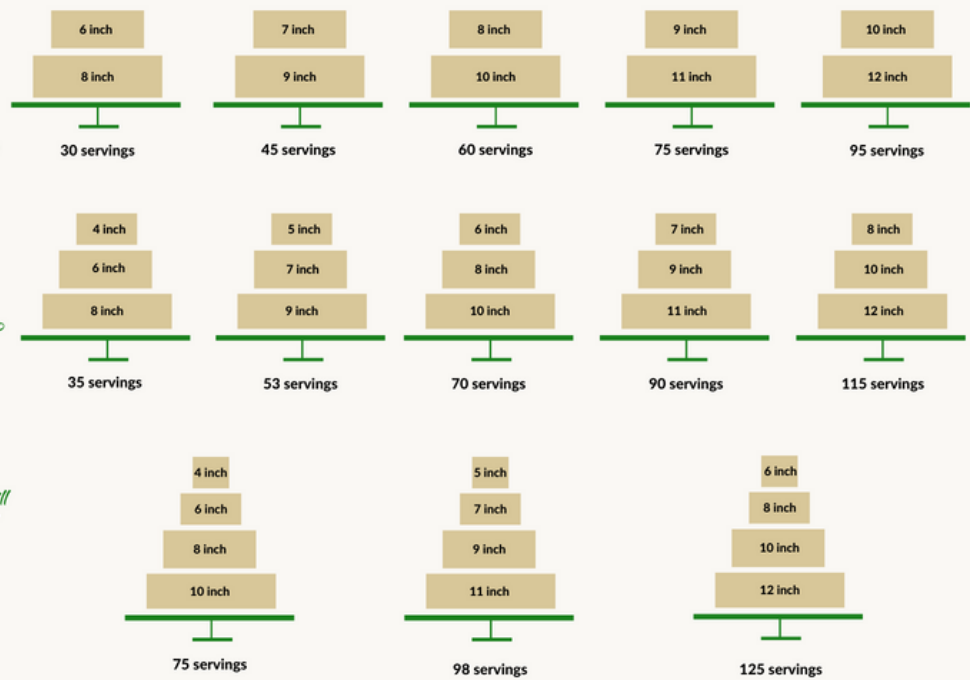 6 inch
8 inch
30 servings
7 inch
9 inch
45 servings
8 inch
10 inch
60 servings
9 inch
11 inch
75 servings
10 inch
12 inch
95 servings
4 inch
6 inch
8 inch
35 servings
5 inch
7 inch
9 inch
53 servings
6 inch
8 inch
10 inch
70 servings
7 inch
9 inch
11 inch
90 servings
8 inch
10 inch
12 inch
115 servings
4 inch
6 inch
8 inch
10 inch
75 servings
5 inch
7 inch
9 inch
11 inch
98 servings
6 inch
8 inch
10 inch
12 inch
125 servings